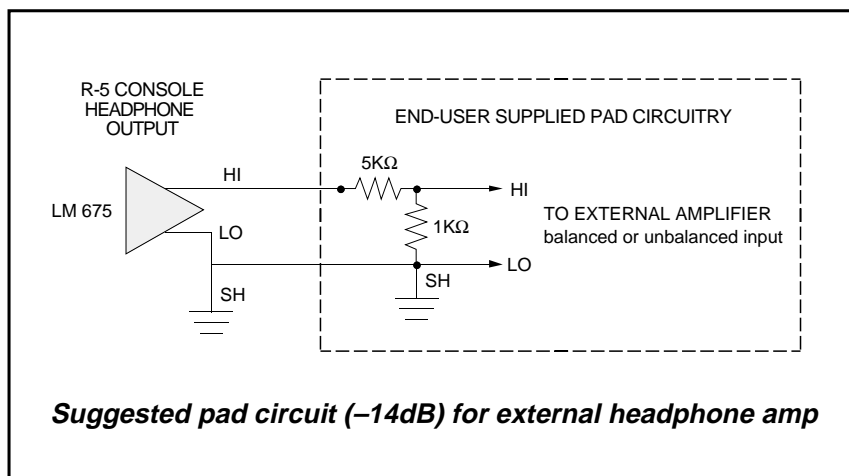 R-5 CONSOLE
HEADPHONE
OUTPUT
END-USER SUPPLIED PAD CIRCUITRY
5KΩ
HI
HI
LM 675
TO EXTERNAL AMPLIFIER
balanced or unbalanced input
1KΩ
LO
LO
SH
SH
Suggested pad circuit (–14dB) for external headphone amp